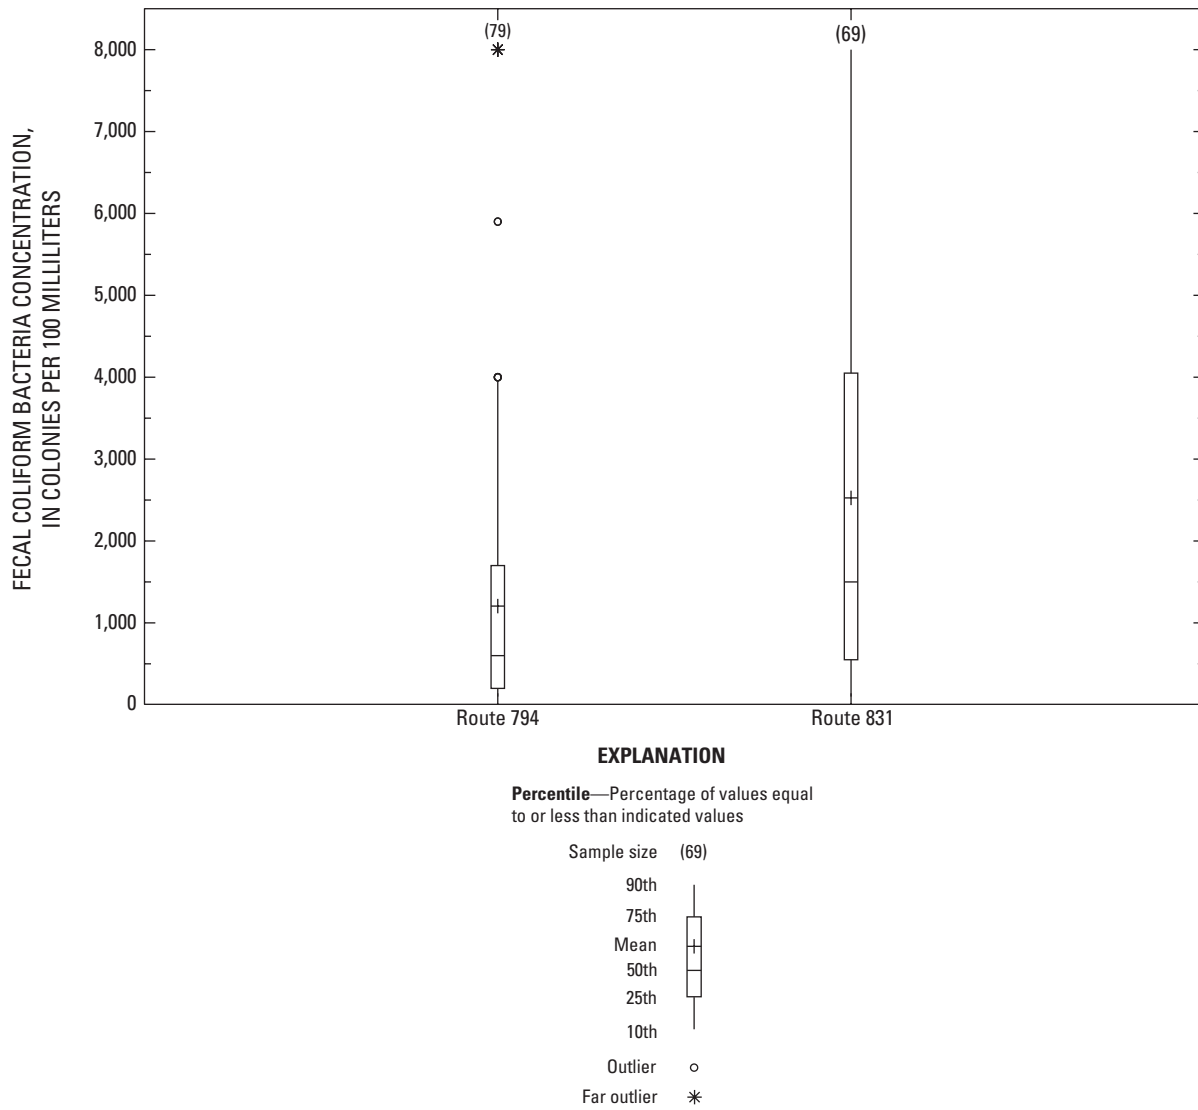 (79)
(69)
8,000
7,000
6,000
5,000
4,000
3,000
2,000
1,000
0
FECAL COLIFORM BACTERIA CONCENTRATION,
IN COLONIES PER 100 MILLILITERS
Route 794
Route 831
EXPLANATION
Percentile—Percentage of values equal
to or less than indicated values
Sample size (69)
90th
75th
Mean
50th
25th
10th
Outlier
Far outlier